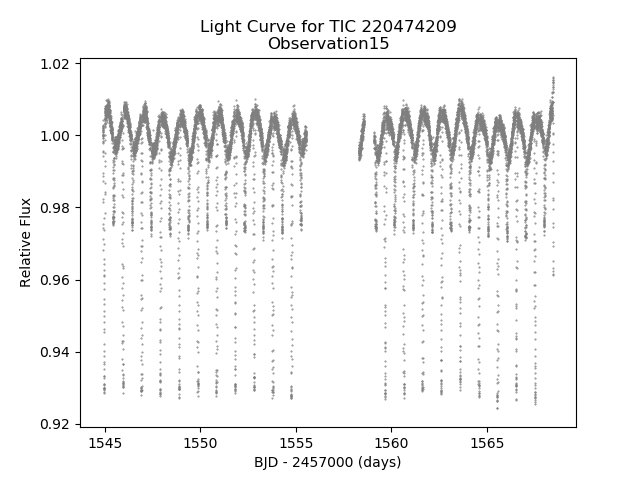 Light Curve for TIC 220474209
Observation15
1.02
1.00
0.98
0.96
0.94
0.92
Relative Flux
1545 1550 1555 1560 1565
BJD - 2457000 (days)